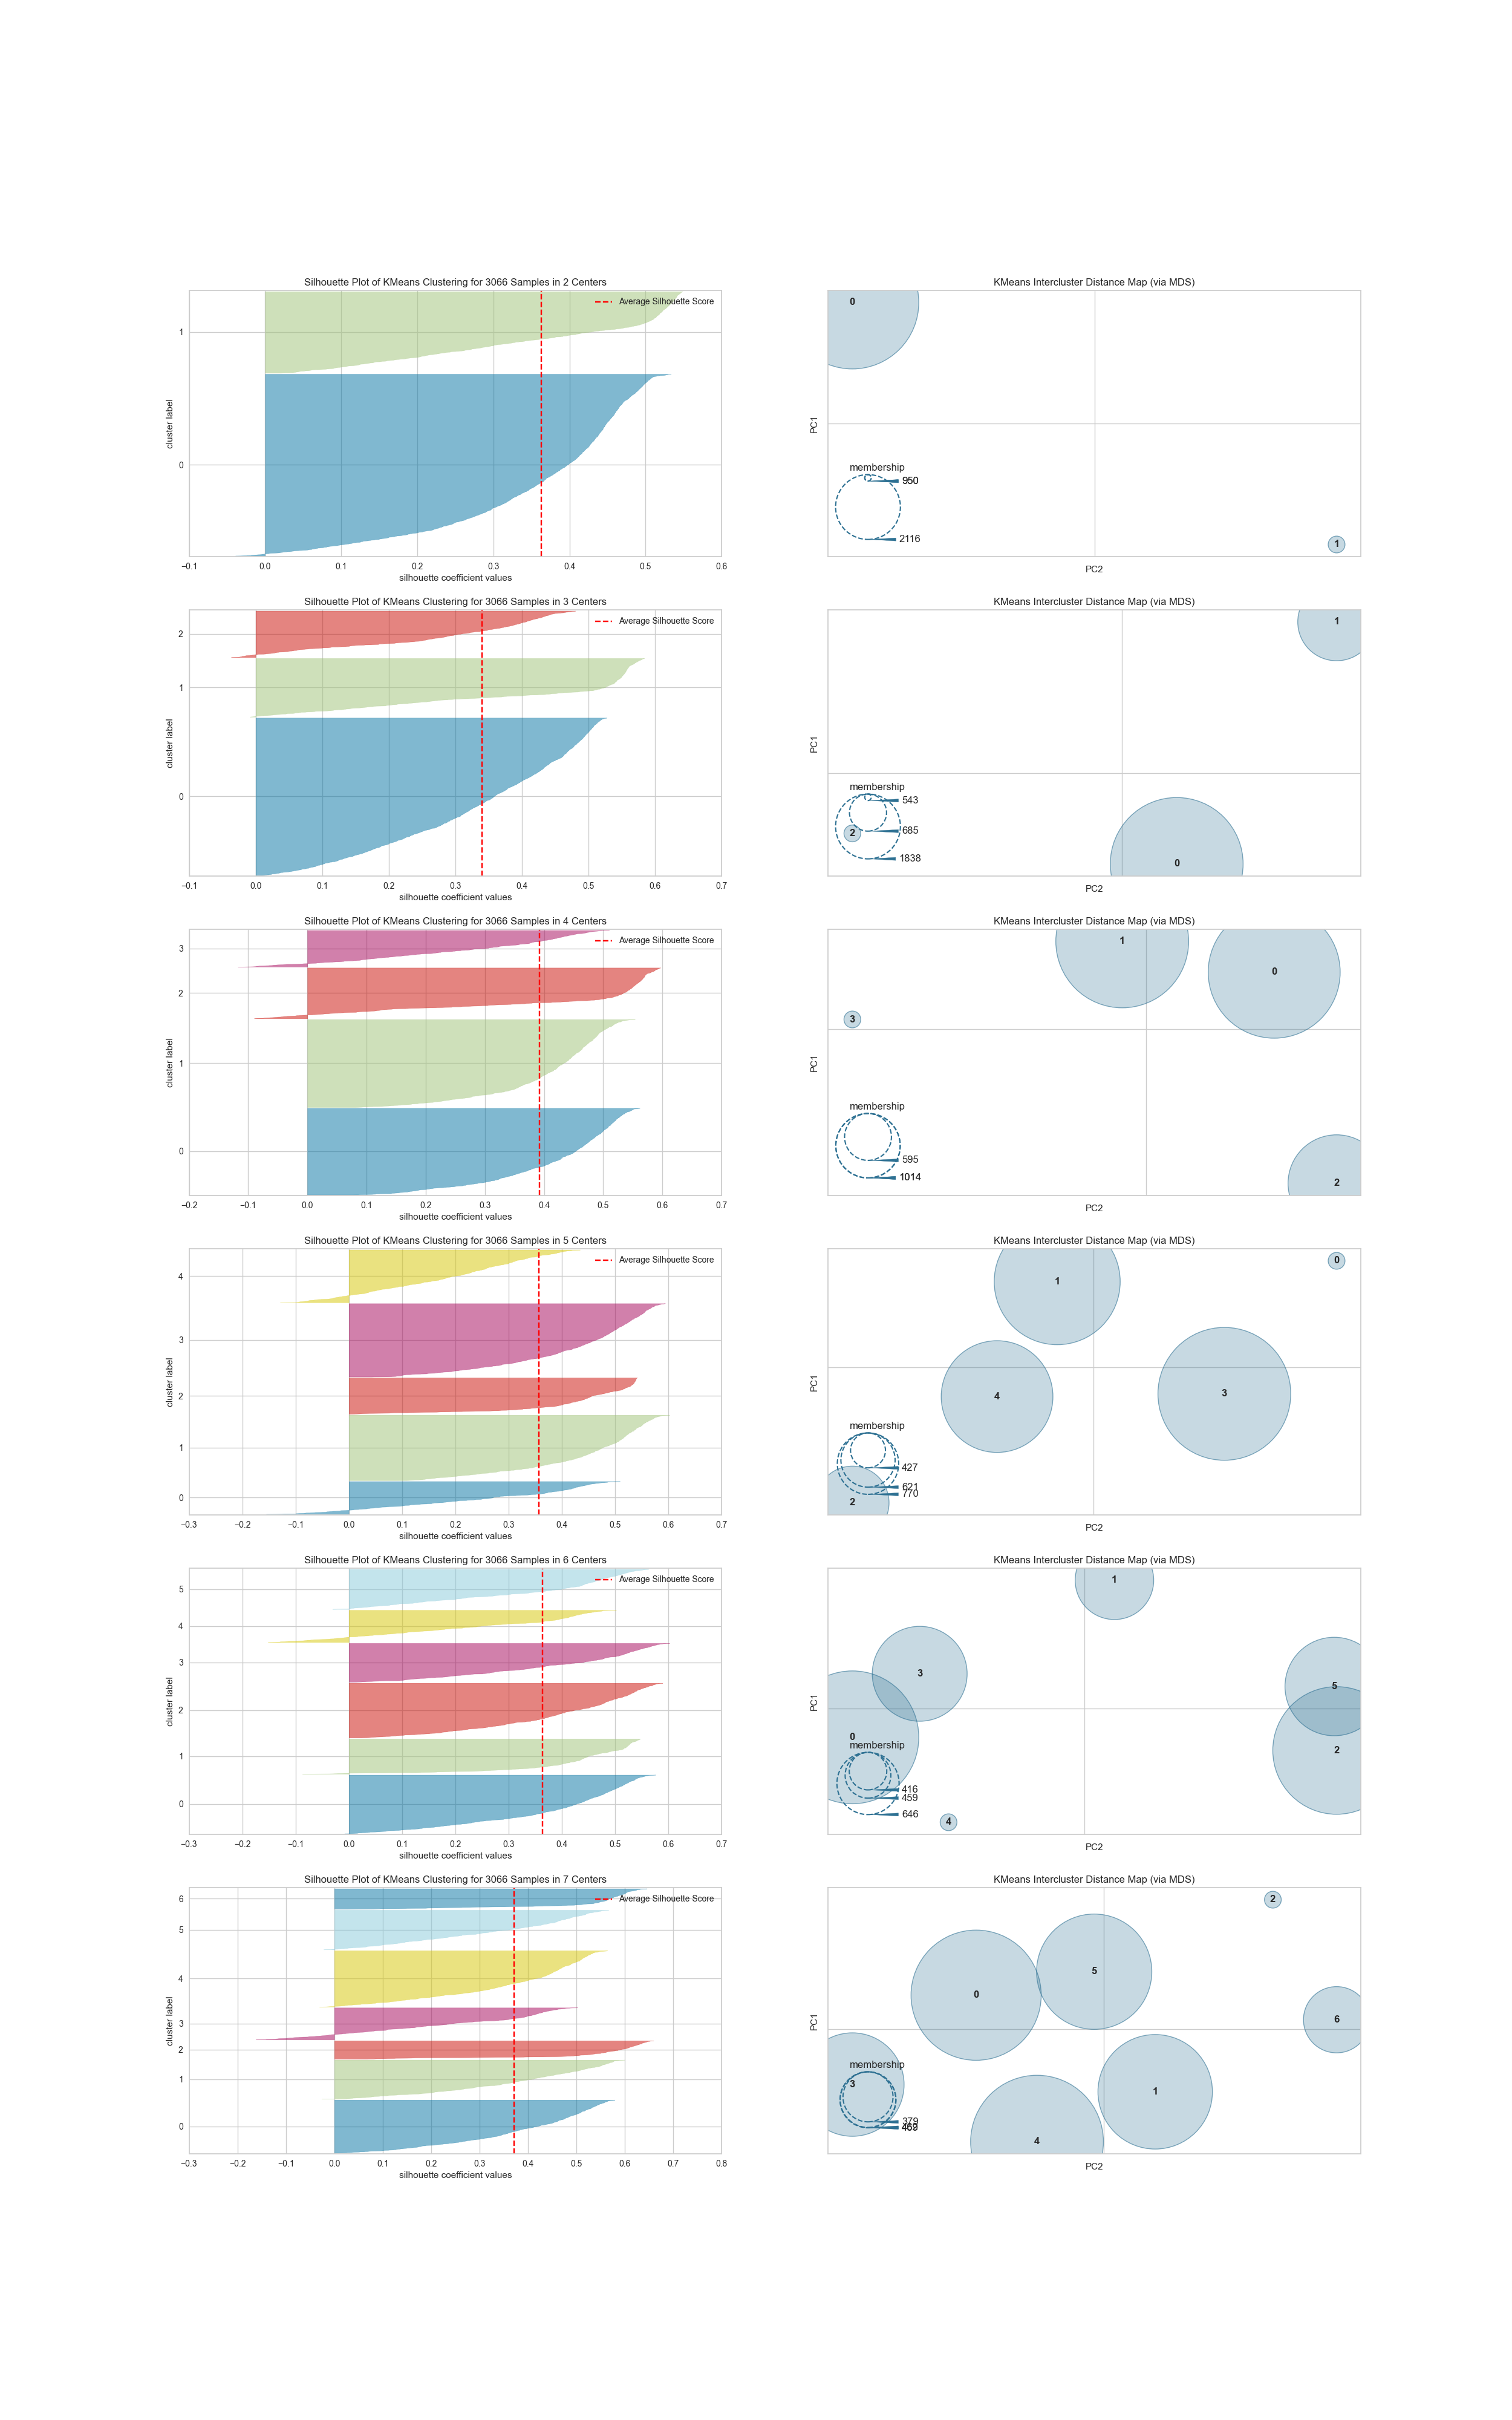 Silhouette Plot of KMeans Clustering for 3066 Samples in 2 Centers
Average Silhouette Score
1
0
cluster label
−0.1 0.0 0.1 0.2 0.3 0.4 0.5 0.6
silhouette coefficient values
KMeans Intercluster Distance Map (via MDS)
0
PC1
membership
950
2116
1
PC2
Silhouette Plot of KMeans Clustering for 3066 Samples in 3 Centers
Average Silhouette Score
2
1
0
cluster label
−0.1 0.0 0.1 0.2 0.3 0.4 0.5 0.6 0.7
silhouette coefficient values
KMeans Intercluster Distance Map (via MDS)
1
PC1
membership
543
685
2
1838
0
PC2
Silhouette Plot of KMeans Clustering for 3066 Samples in 4 Centers
Average Silhouette Score
3
2
1
0
cluster label
−0.2 −0.1 0.0 0.1 0.2 0.3 0.4 0.5 0.6 0.7
silhouette coefficient values
KMeans Intercluster Distance Map (via MDS)
1
0
3
PC1
membership
595
1014
2
PC2
Silhouette Plot of KMeans Clustering for 3066 Samples in 5 Centers
Average Silhouette Score
4
3
2
1
0
cluster label
−0.3 −0.2 −0.1 0.0 0.1 0.2 0.3 0.4 0.5 0.6 0.7
silhouette coefficient values
KMeans Intercluster Distance Map (via MDS)
0
1
PC1
3
4
membership
427
621
770
2
PC2
Silhouette Plot of KMeans Clustering for 3066 Samples in 6 Centers
Average Silhouette Score
5
4
3
2
1
0
cluster label
−0.3 −0.2 −0.1 0.0 0.1 0.2 0.3 0.4 0.5 0.6 0.7
silhouette coefficient values
KMeans Intercluster Distance Map (via MDS)
1
3
5
PC1
0
membership
2
416
459
646
4
PC2
Silhouette Plot of KMeans Clustering for 3066 Samples in 7 Centers
Average Silhouette Score
6
5
4
3
2
1
0
cluster label
−0.3 −0.2 −0.1 0.0 0.1 0.2 0.3 0.4 0.5 0.6 0.7 0.8
silhouette coefficient values
KMeans Intercluster Distance Map (via MDS)
2
5
0
6
PC1
membership
3
1
379
4
PC2